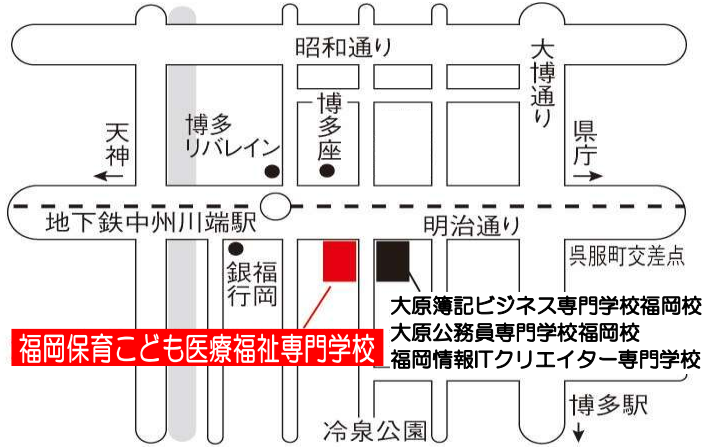 昭和通り
大博通り
天神
博多
リバレイン
博多座
県庁
地下鉄中州川端駅
明治通り
呉服町交差点
福岡
銀行
大原簿記ビジネス専門学校福岡校
大原公務員専門学校福岡校
福岡情報ITクリエイター専門学校
福岡保育こども医療福祉専門学校
博多駅
冷泉公園